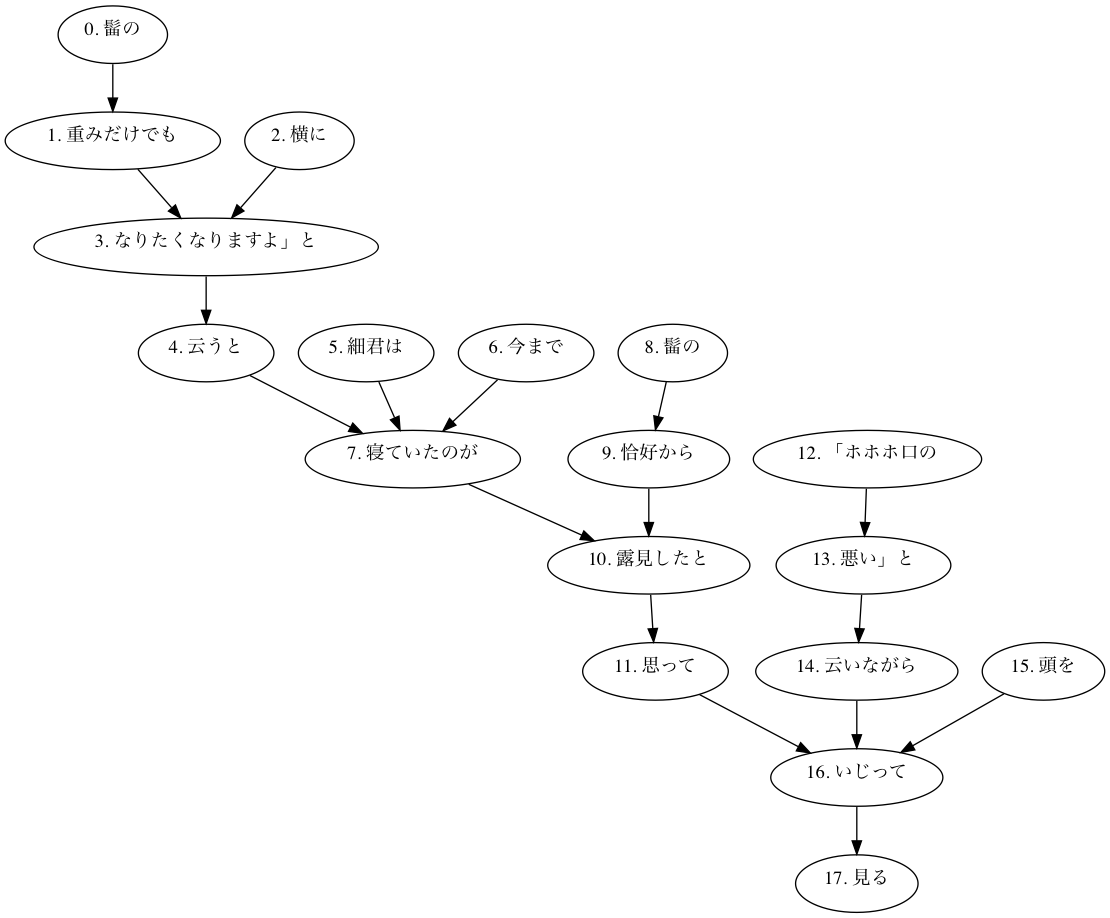 0. 髷の
1. 重みだけでも
2. 横に
3. なりたくなりますよ」と
4. 云うと
5. 細君は
6. 今まで
8. 髷の
7. 寝ていたのが
9. 恰好から
12. 「ホホホ口の
10. 露見したと
13. 悪い」と
11. 思って
14. 云いながら
15. 頭を
16. いじって
17. 見る